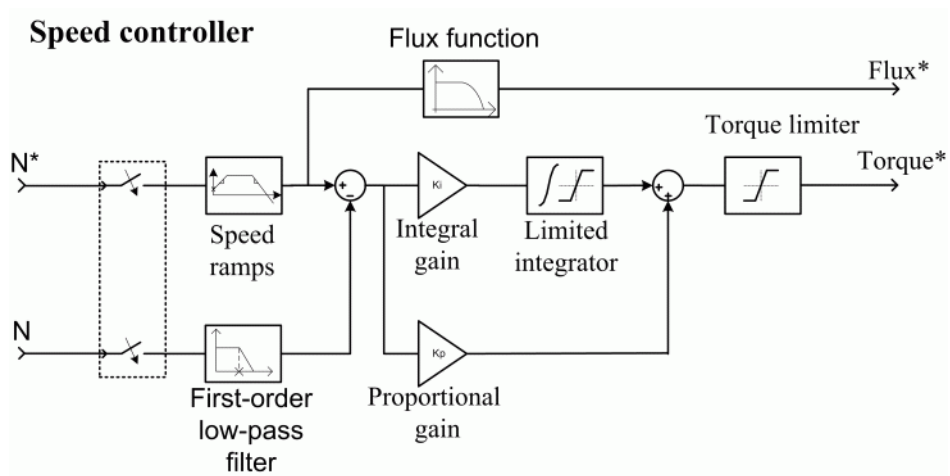 Speed controller
Flux function
Flux*
Torque limiter
N*
Torque*
+
-
Ki
+
+
Speed
ramps
Integral
gain
Limited
integrator
N
Kp
First-order
low-pass
filter
Proportional
gain